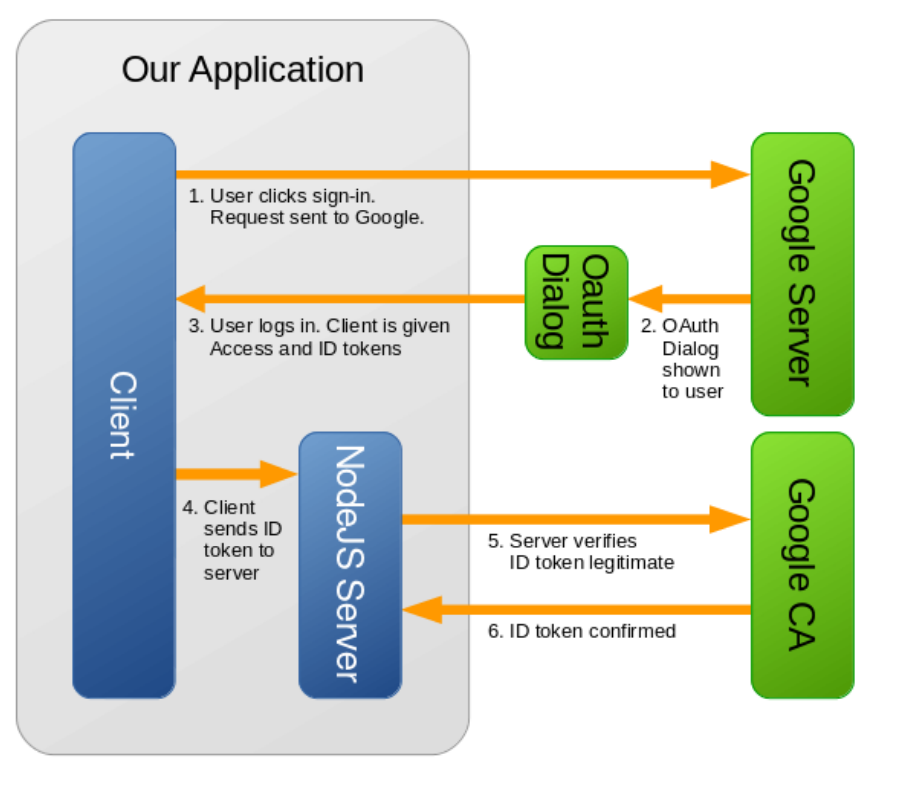 Our Application
Client
1. User clicks sign-in.
Request sent to Google.
Google Server
Oauth
Dialog
2. OAuth
Dialog
shown
to user
3. User logs in. Client is given
Access and ID tokens
4. Client
sends ID
token to
server
NodeJS Server
5. Server verifies
ID token legitimate
6. ID token confirmed
Google CA